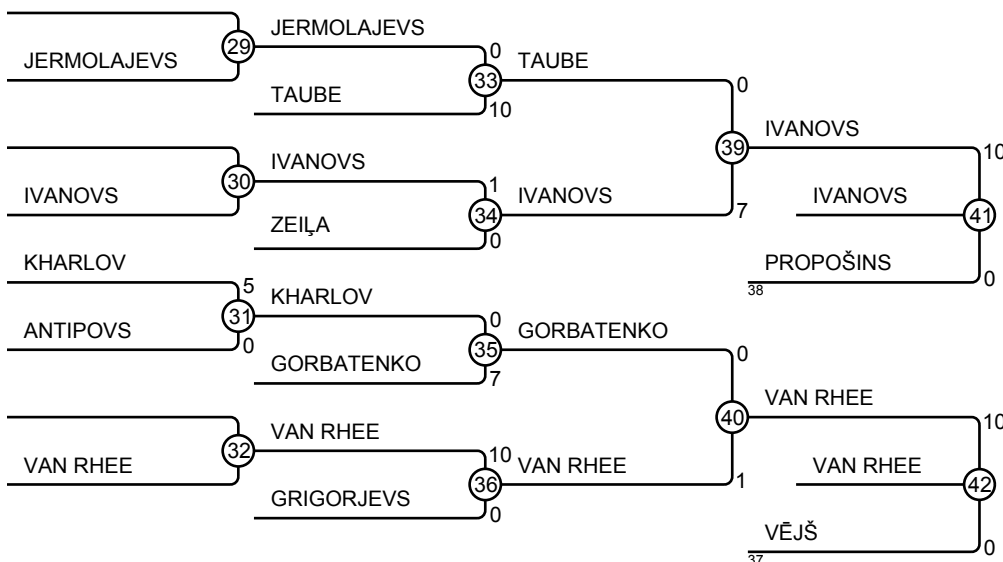 JERMOLAJEVS
29
JERMOLAJEVS
0
TAUBE
33
TAUBE
10
0
IVANOVS
30
IVANOVS
1
ZEIĻA
34
IVANOVS
0
39
7
IVANOVS
10
IVANOVS
41
PROPOŠINS
38
0
KHARLOV
5
ANTIPOVS
31
0
KHARLOV
0
GORBATENKO
35
GORBATENKO
7
0
VAN RHEE
32
VAN RHEE
10
GRIGORJEVS
36
VAN RHEE
0
40
1
VAN RHEE
10
VAN RHEE
42
VĒJŠ
37
0